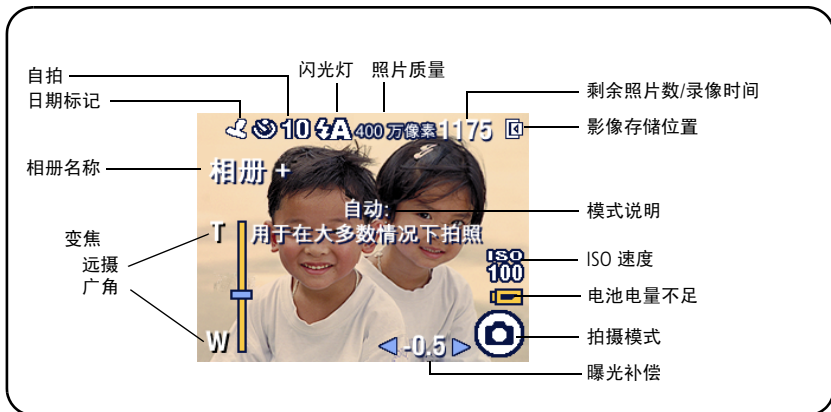 闪光灯 照片质量
自拍
日期标记
剩余照片数/录像时间
影像存储位置
10 A 400 万像素 1175
相册名称
相册 +
自动:
用于在大多数情况下拍照
模式说明
变焦
远摄
广角
T
W
ISO
100
ISO 速度
电池电量不足
拍摄模式
-0.5
曝光补偿